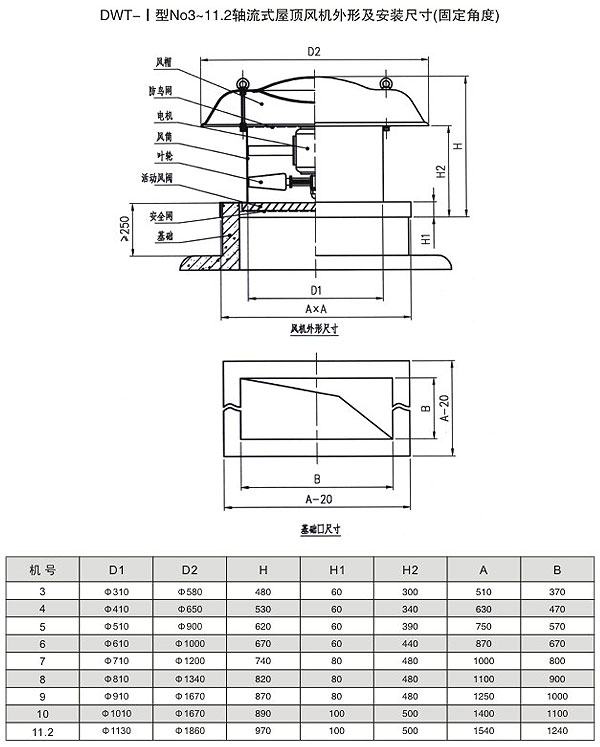 DWT-Ⅰ型No3~11.2轴流式屋顶风机外形及安装尺寸(固定角度)
D2
风帽
防鸟网
电机
风筒
叶轮
活动风阀
安全网
基础
≥250
H
H2
H1
D1
A×A
风机外形尺寸
B
A-20
B
A-20
基础口尺寸
机号 D1 D2 H H1 H2 A B
3 Φ310 Φ580 480 60 300 510 370
4 Φ410 Φ650 530 60 340 630 470
5 Φ510 Φ900 620 60 390 750 570
6 Φ610 Φ1000 670 60 440 870 670
7 Φ710 Φ1200 740 80 480 1000 800
8 Φ810 Φ1340 820 80 480 1100 900
9 Φ910 Φ1670 870 80 480 1250 1000
10 Φ1010 Φ1670 890 100 500 1400 1100
11.2 Φ1130 Φ1860 970 100 500 1540 1240